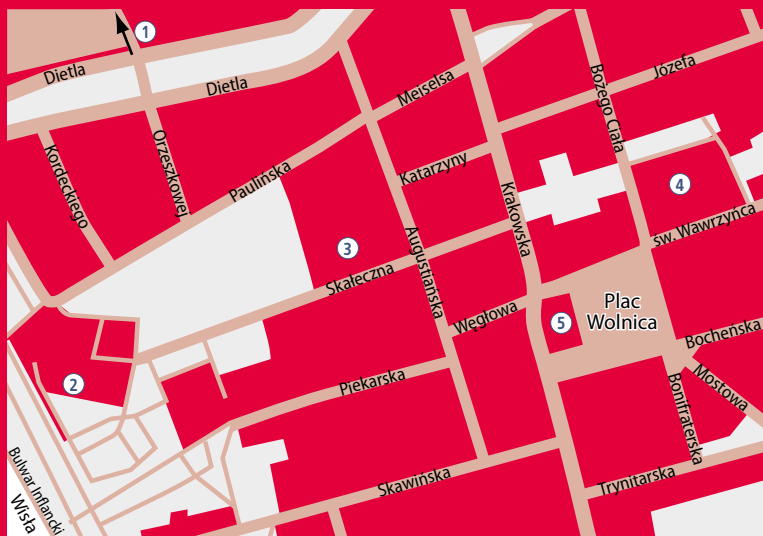 1
Dietla
Dietla
Meiselsa
Józefa
Bożego Ciała
Kordeckiego
Orzeszkowej
Paulińska
Katarzyny
4
Krakowska
3
św. Wawrzyńca
Augustiańska
Skałeczna
Węgłowa
5
Plac
Wolnica
Bocheńska
2
Piekarska
Mostowa
Bonifraterska
Bulwar Inflancki
Wisła
Skawińska
Trynitarska